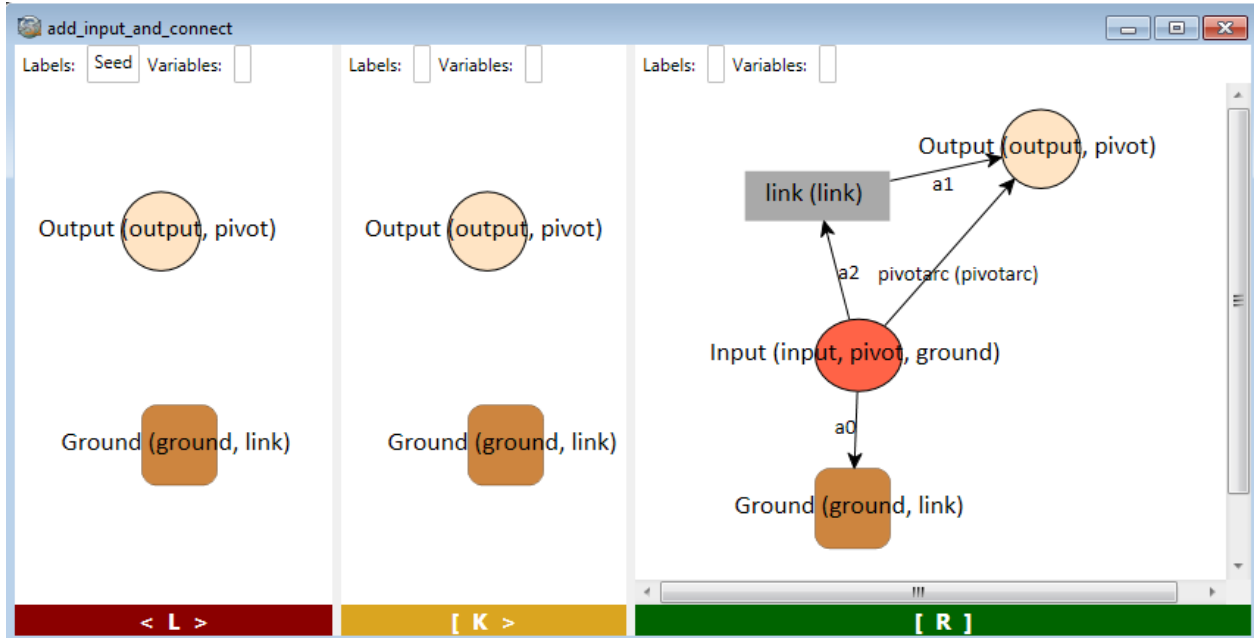 add_input_and_connect
Labels: Seed Variables:
Output (output, pivot)
Ground (ground, link)
< L >
Labels: Variables:
Output (output, pivot)
Ground (ground, link)
[ K >
Labels: Variables:
Output (output, pivot)
link (link)
a1
a2
pivotarc (pivotarc)
Input (input, pivot, ground)
a0
Ground (ground, link)
[ R ]